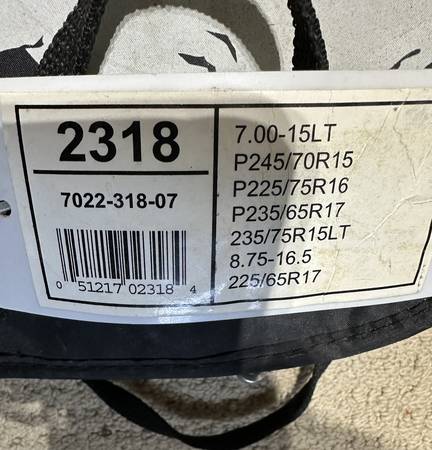 2318
7022-318-07
0 51217 02318 4
7.00-15LT
P245/70R15
P225/75R16
P235/65R17
235/75R15LT
8.75-16.5
225/65R17